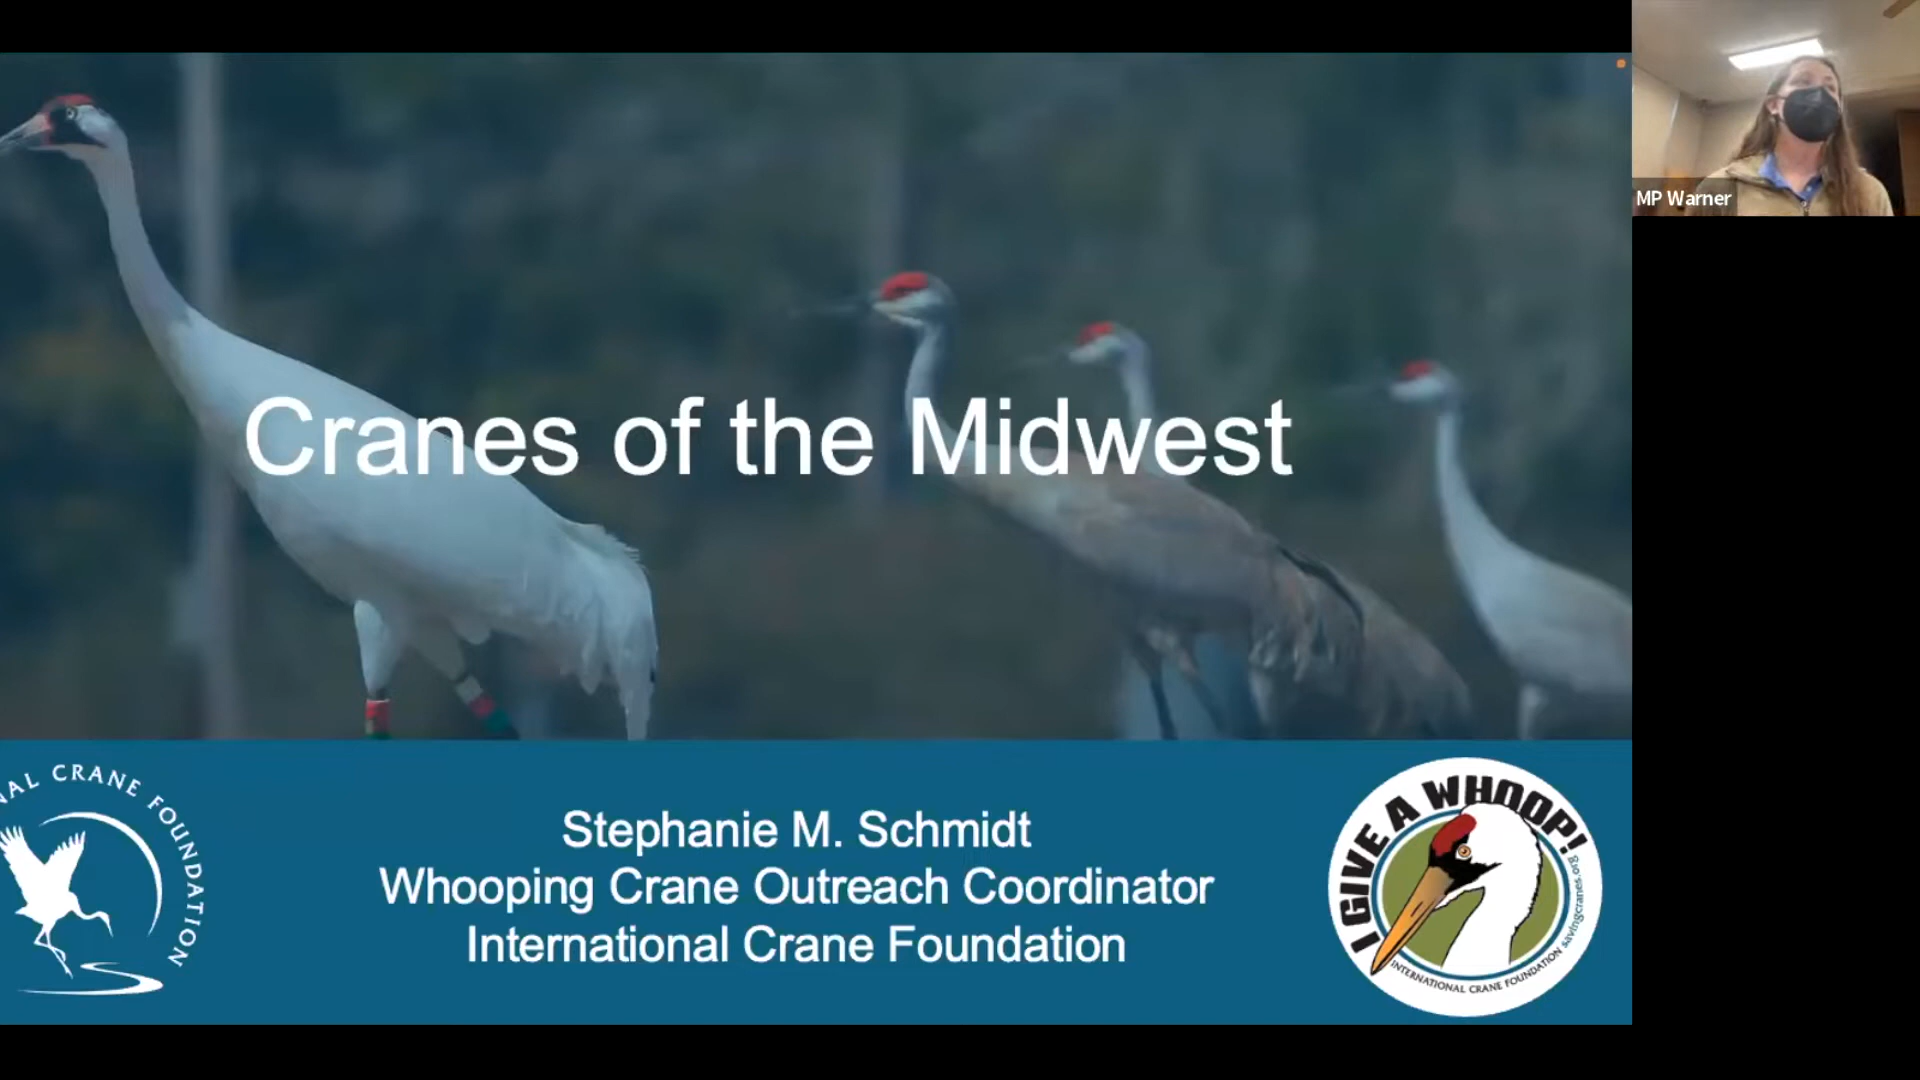 MP Warner
Cranes of the Midwest
NAL CRANE FOUNDATION
Stephanie M. Schmidt
Whooping Crane Outreach Coordinator
International Crane Foundation
I GIVE A WHOOP!
INTERNATIONAL CRANE FOUNDATION savingcranes.org